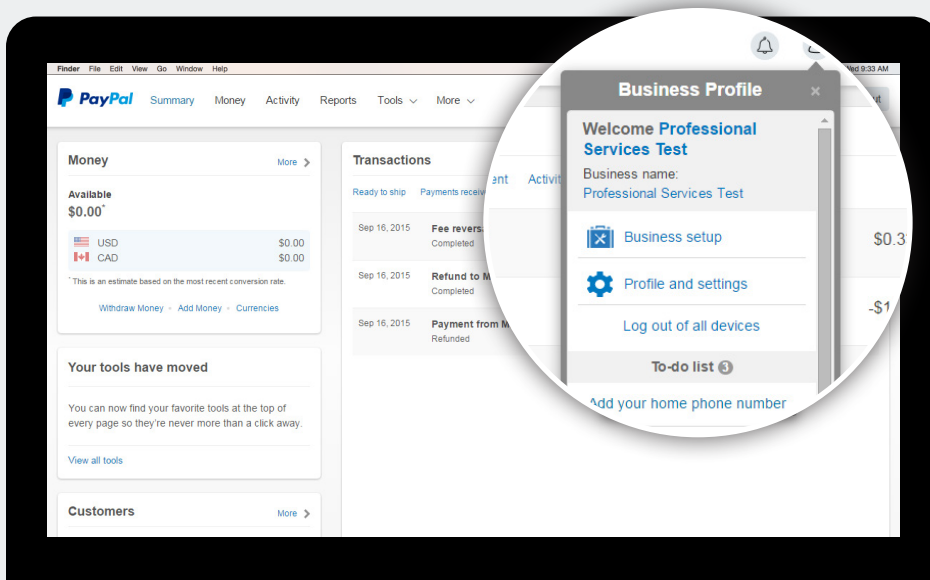 Finder File Edit View Go Window Help
Wed 9:33 AM
PayPal Summary Money Activity Reports Tools More
Money More
Available
$0.00*
USD $0.00
CAD $0.00
* This is an estimate based on the most recent conversion rate.
Withdraw Money Add Money Currencies
Your tools have moved
You can now find your favorite tools at the top of
every page so they're never more than a click away.
View all tools
Customers More
Transactions
Ready to ship Payments receiv
Sep 16, 2015 Fee revers
Completed
Sep 16, 2015 Refund to M
Completed
Sep 16, 2015 Payment from M
Refunded
Activit
$0.3
-$1
Business Profile ×
Welcome Professional
Services Test
Business name:
Professional Services Test
Business setup
Profile and settings
Log out of all devices
To-do list 3
Add your home phone number